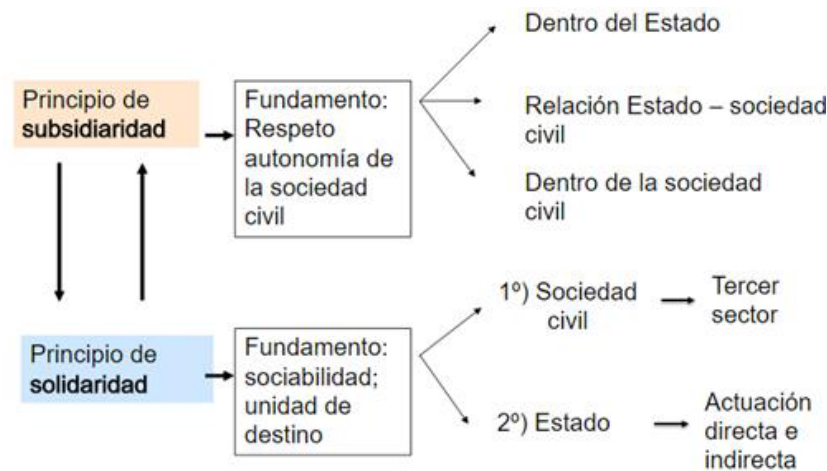 Principio de
subsidiaridad
Fundamento:
Respeto
autonomía de
la sociedad
civil
Dentro del Estado
Relación Estado – sociedad
civil
Dentro de la sociedad
civil
Principio de
solidaridad
Fundamento:
sociabilidad;
unidad de
destino
1º) Sociedad
civil
Tercer
sector
2º) Estado
Actuación
directa e
indirecta